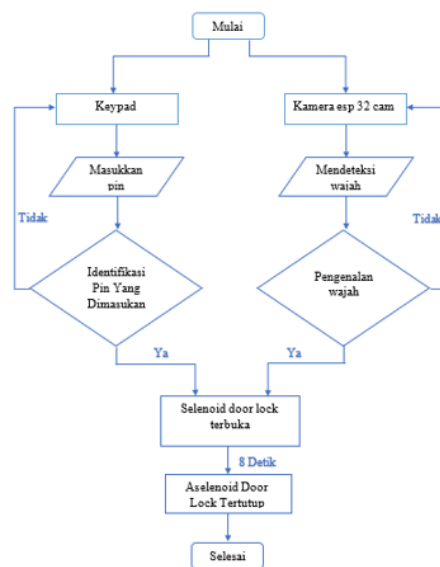 Mulai
Keypad
Kamera esp 32 cam
Masukkan
pin
Mendeteksi
wajah
Tidak
Tidak
Identifikasi
Pin Yang
Dimasukan
Pengenalan
wajah
Ya
Ya
Selenoid door lock
terbuka
8 Detik
Aselenoid Door
Lock Tertutup
Selesai